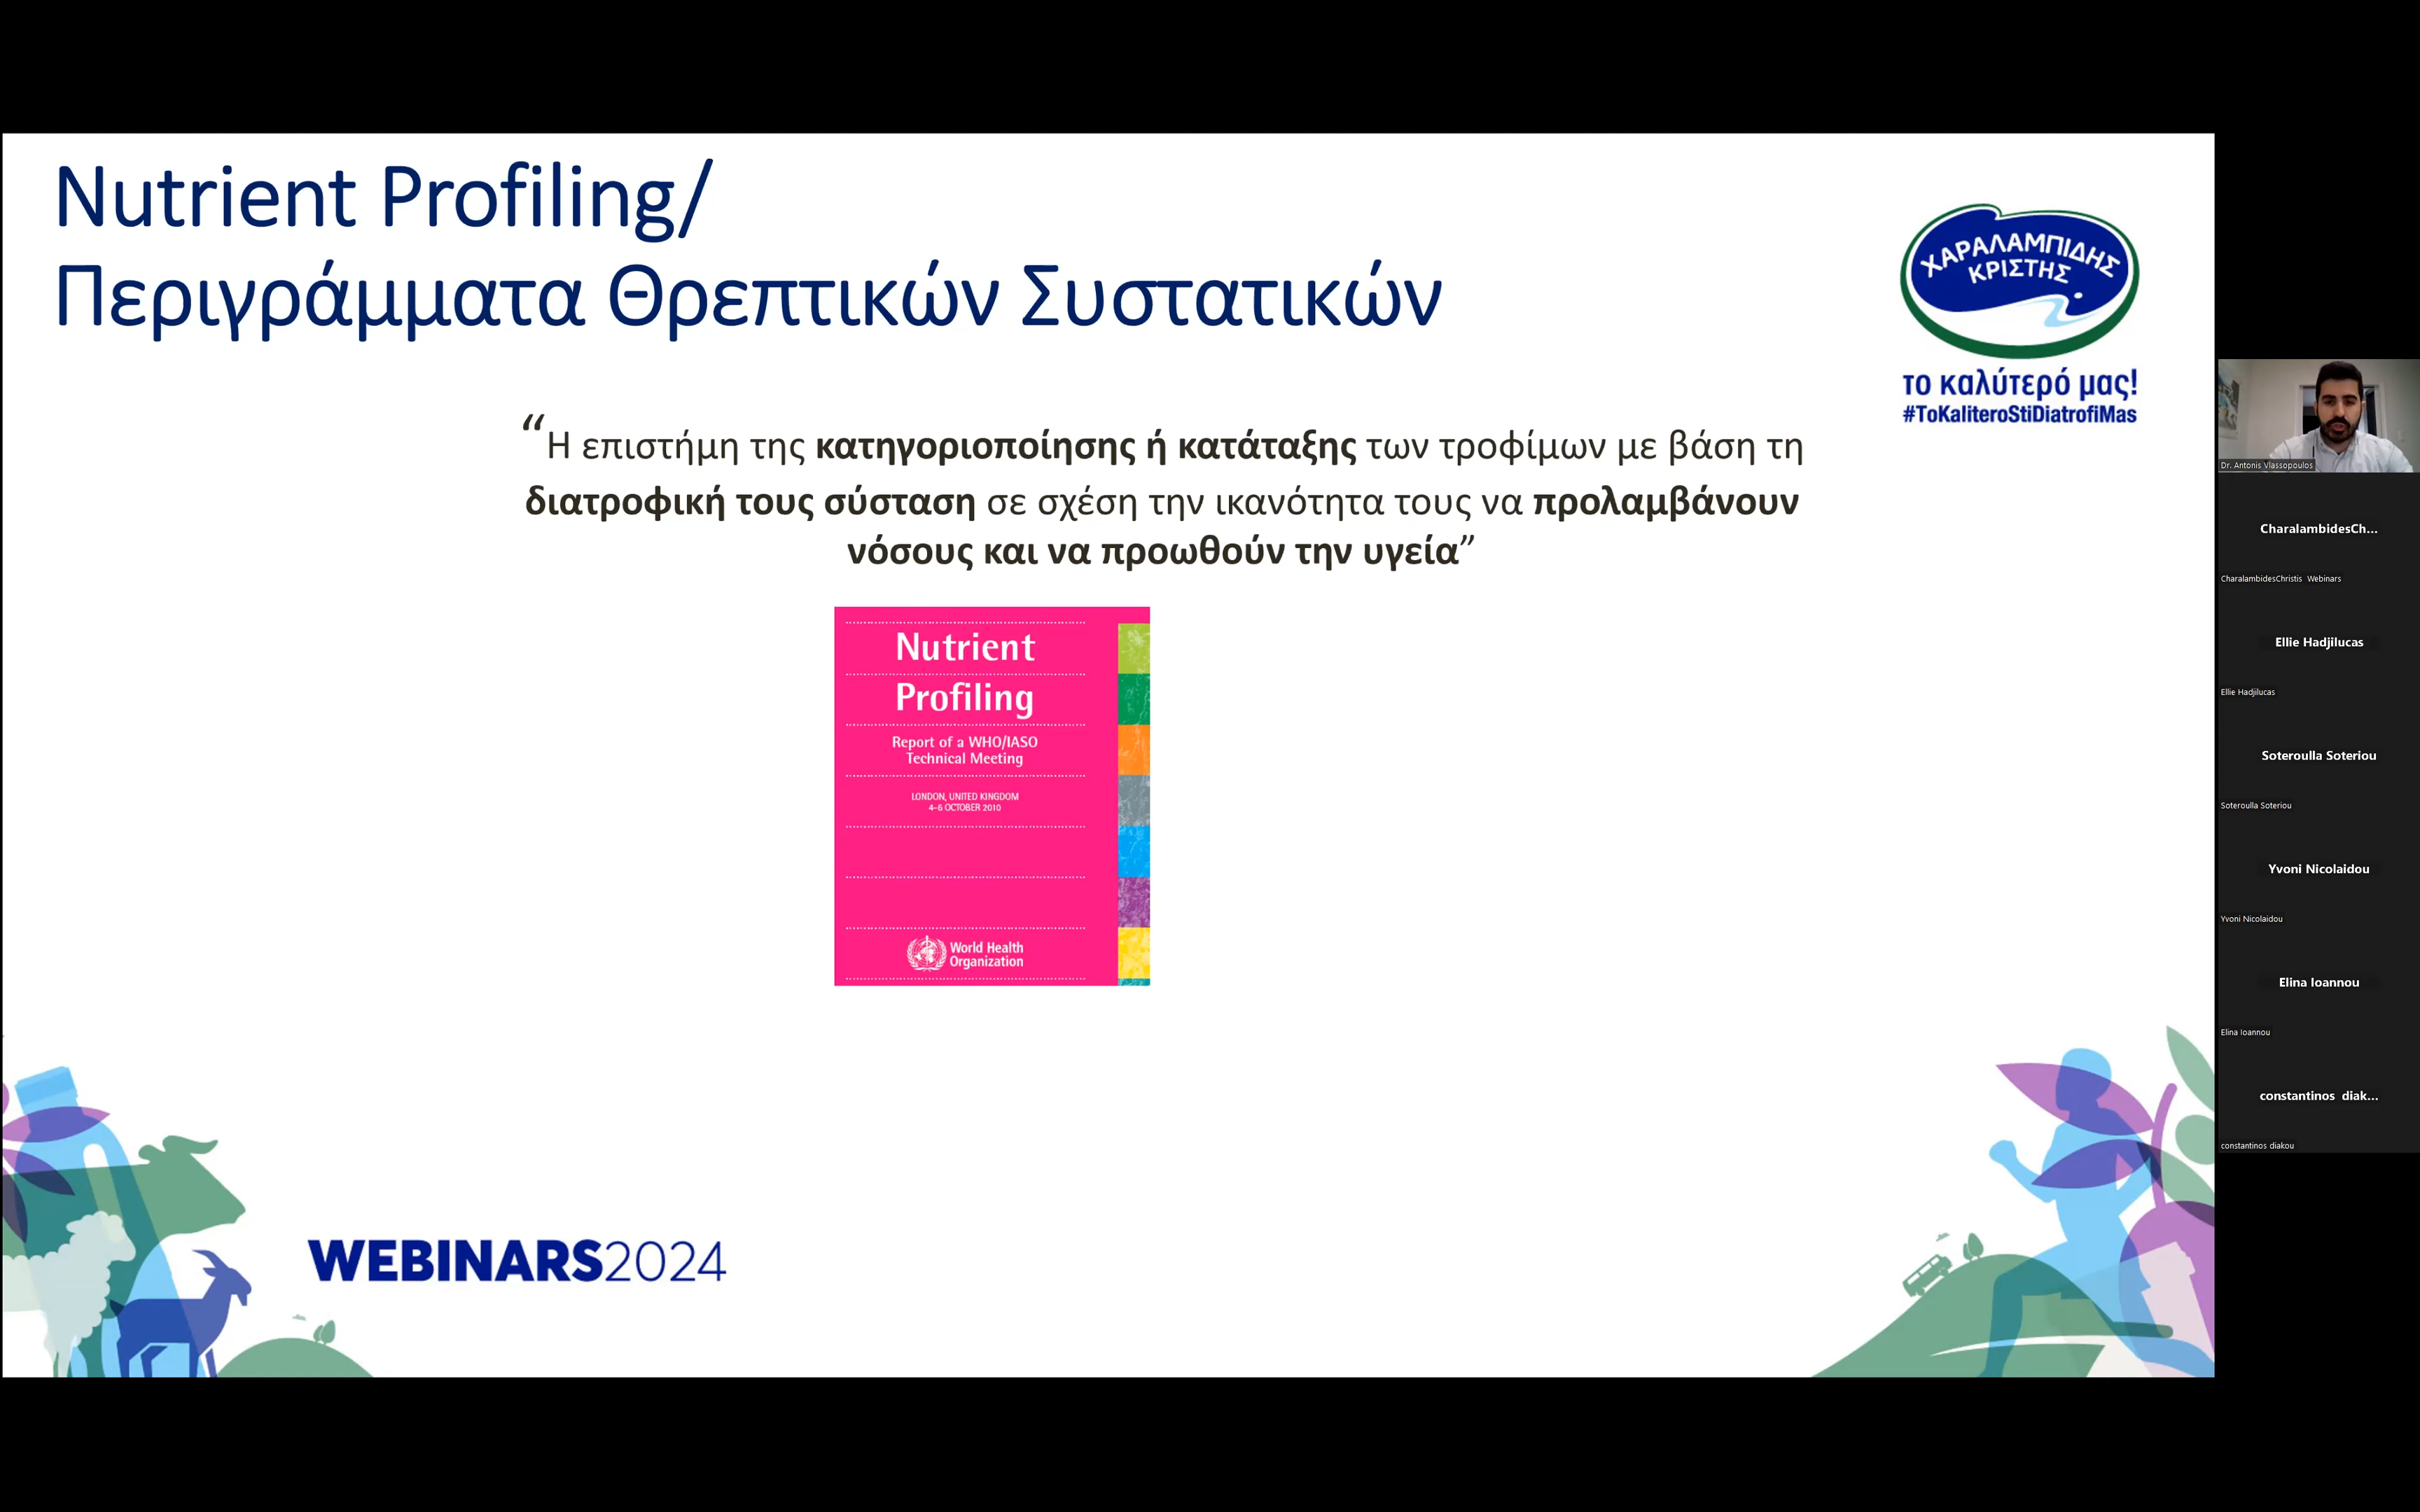 Nutrient Profiling/
Περιγράμματα Θρεπτικών Συστατικών
ΧΑΡΑΛΑΜΠΙΔΗΣ
ΚΡΙΣΤΗΣ
το καλύτερό μας!
#ToKaliteroStiDiatrofiMas
“Η επιστήμη της κατηγοριοποίησης ή κατάταξης των τροφίμων με βάση τη
διατροφική τους σύσταση σε σχέση την ικανότητα τους να προλαμβάνουν
νόσους και να προωθούν την υγεία”
Nutrient
Profiling
Report of a WHO/IASO
Technical Meeting
LONDON, UNITED KINGDOM
4-6 OCTOBER 2010
World Health
Organization
WEBINARS2024
Dr. Antonis Vlassopoulos
CharalambidesCh...
CharalambidesChristis Webinars
Ellie Hadjilucas
Ellie Hadjilucas
Soteroulla Soteriou
Soteroulla Soteriou
Yvoni Nicolaidou
Yvoni Nicolaidou
Elina Ioannou
Elina Ioannou
constantinos diak...
constantinos diakou